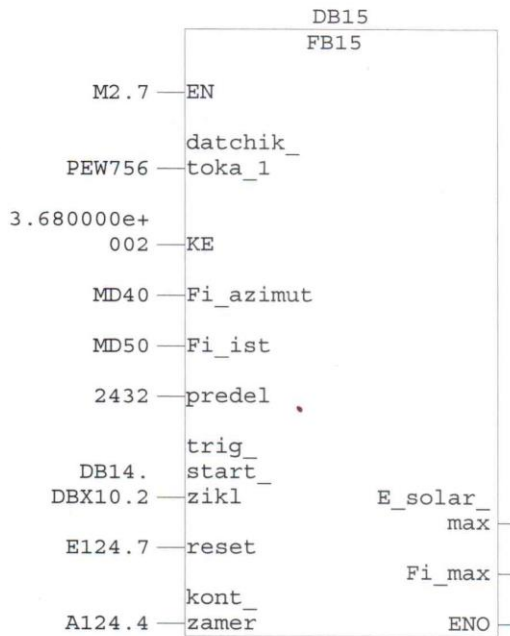 DB15
FB15
M2.7 EN
datchik_
PEW756 toka_1
3.680000e+
002 KE
MD40 Fi_azimut
MD50 Fi_ist
2432 predel
trig_
DB14. start_
DBX10.2 zikl E_solar_
max
E124.7 reset
Fi_max
kont_
A124.4 zamer ENO